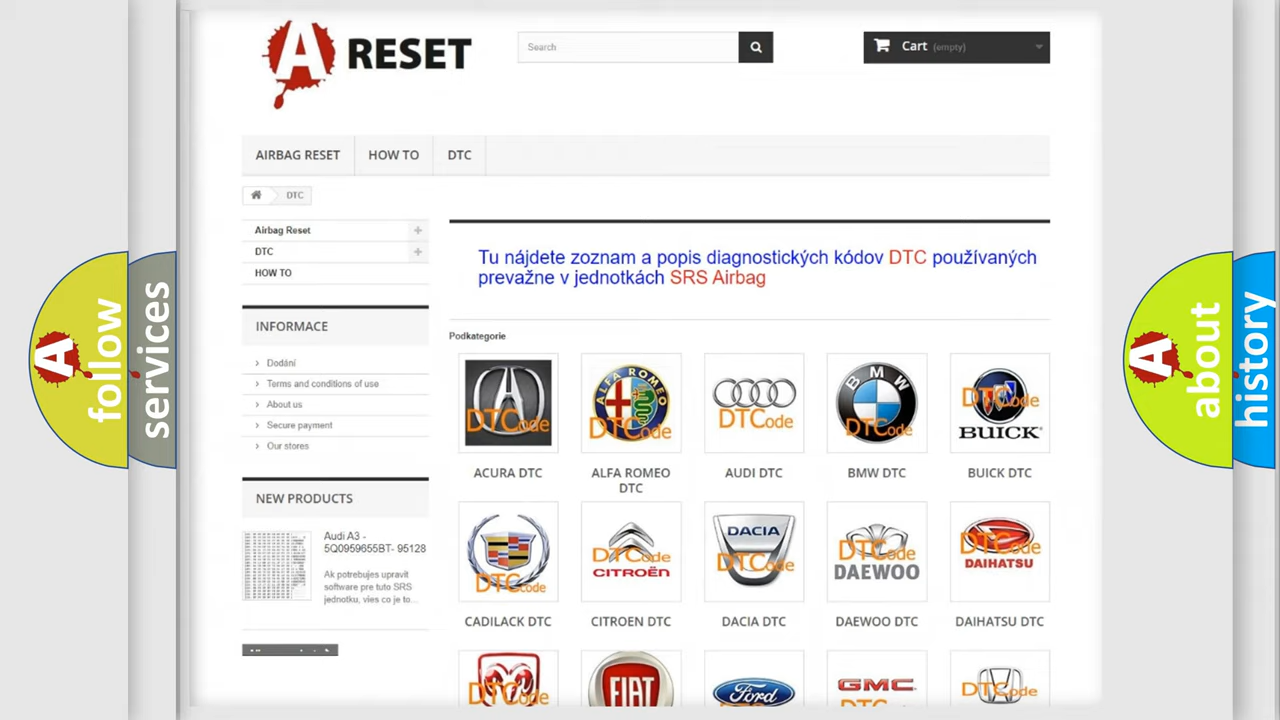 A RESET
Search
Cart (empty)
AIRBAG RESET
HOW TO
DTC
DTC
Airbag Reset
DTC
HOW TO
Tu nájdete zoznam a popis diagnostických kódov DTC používaných
prevažne v jednotkách SRS Airbag
INFORMACE
Dodání
Terms and conditions of use
About us
Secure payment
Our stores
NEW PRODUCTS
Audi A3 -
5Q0959655BT- 95128
Ak potrebujes upravit
software pre tuto SRS
jednotku, vies co je to...
Podkategorie
DTCode
ALFA ROMEO
DTCode
DTCode
BMW
DTCode
DTCode
BUICK
ACURA DTC
ALFA ROMEO
DTC
AUDI DTC
BMW DTC
BUICK DTC
DTCode
DTCode
CITROËN
DACIA
DTCode
DTCode
DAEWOO
DTCode
DAIHATSU
CADILACK DTC
CITROEN DTC
DACIA DTC
DAEWOO DTC
DAIHATSU DTC
DTCode
FIAT
Ford
GMC
DTCode
A follow
services
A about
history